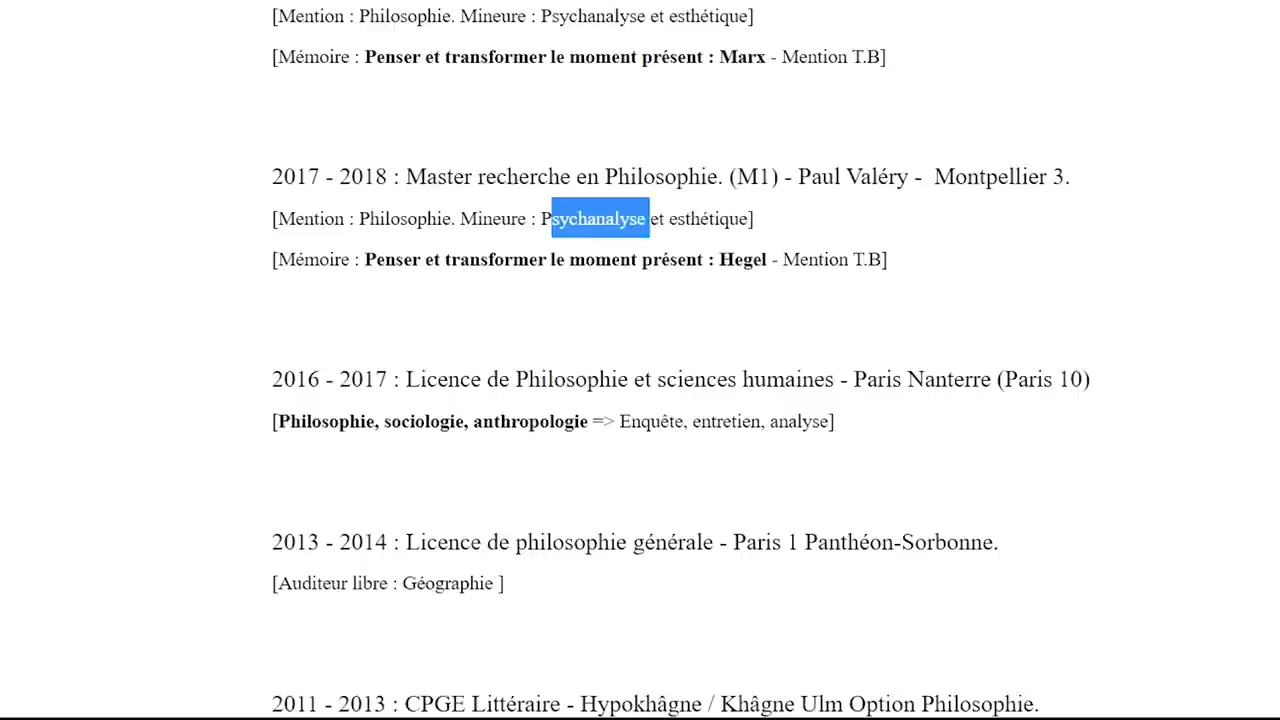 [Mention : Philosophie. Mineure : Psychanalyse et esthétique]
[Mémoire : Penser et transformer le moment présent : Marx - Mention T.B]
2017 - 2018 : Master recherche en Philosophie. (M1) - Paul Valéry - Montpellier 3.
[Mention : Philosophie. Mineure : Psychanalyse et esthétique]
[Mémoire : Penser et transformer le moment présent : Hegel - Mention T.B]
2016 - 2017 : Licence de Philosophie et sciences humaines - Paris Nanterre (Paris 10)
[Philosophie, sociologie, anthropologie => Enquête, entretien, analyse]
2013 - 2014 : Licence de philosophie générale - Paris 1 Panthéon-Sorbonne.
[Auditeur libre : Géographie ]
2011 - 2013 : CPGE Littéraire - Hypokhâgne / Khâgne Ulm Option Philosophie.